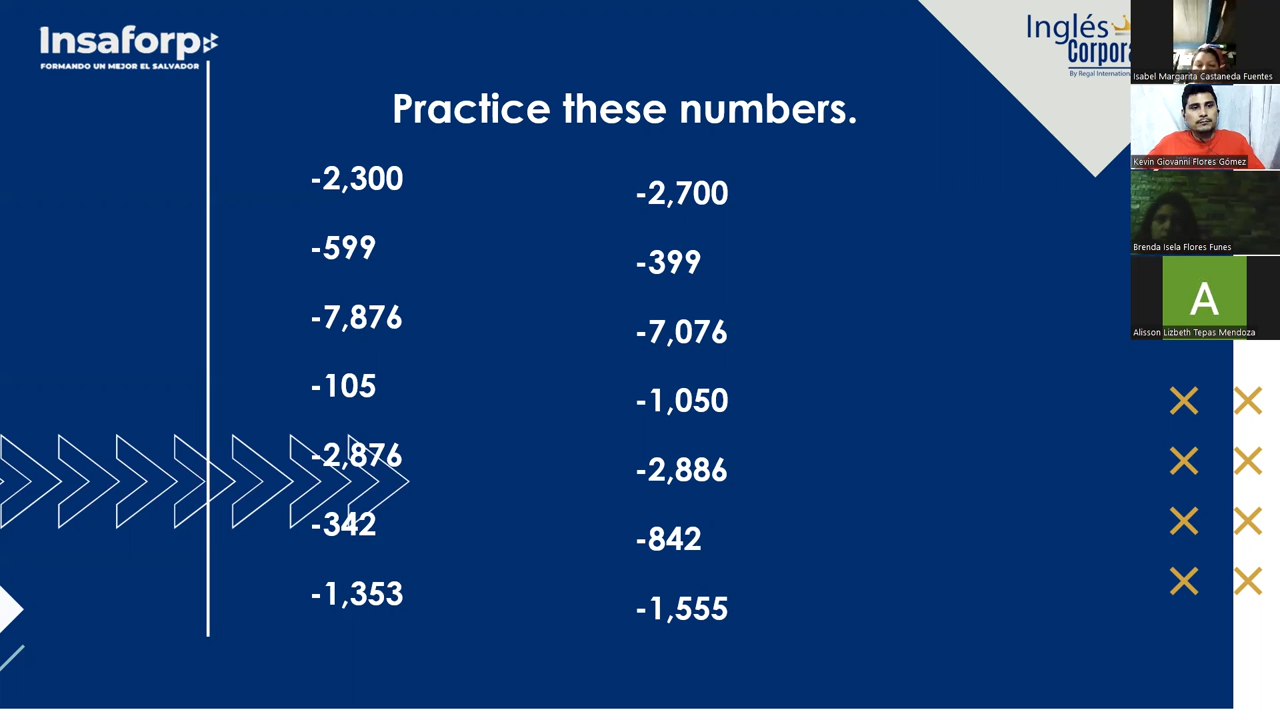 Insaforp
FORMANDO UN MEJOR EL SALVADOR
Inglés
Corpora
By Regal Internation
Practice these numbers.
-2,300
-599
-7,876
-105
-2,876
-342
-1,353
-2,700
-399
-7,076
-1,050
-2,886
-842
-1,555
Isabel Margarita Castaneda Fuentes
Kevin Giovanni Flores Gómez
Brenda Isela Flores Funes
A
Alisson Lizbeth Tepas Mendoza